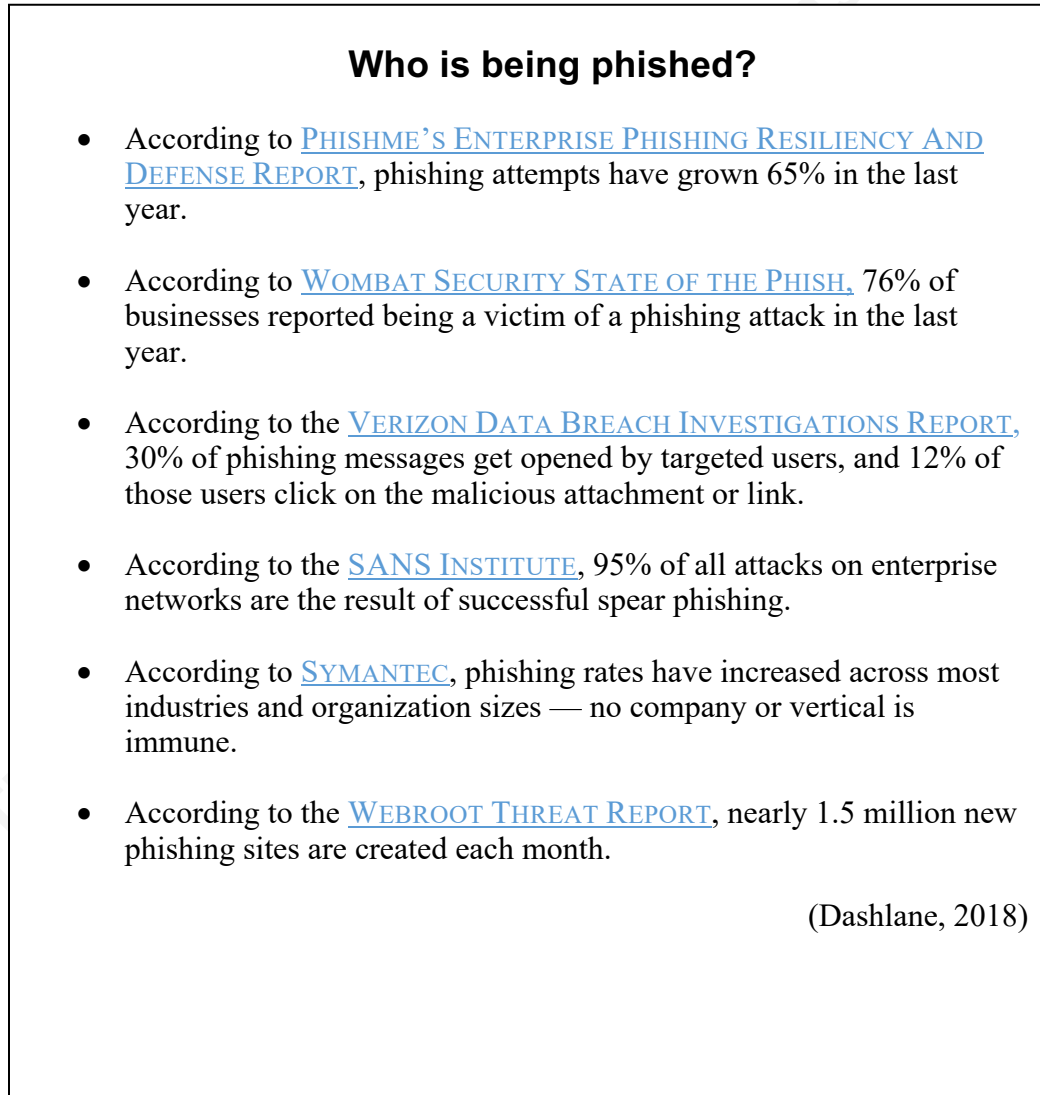 Who is being phished?
• According to PHISHME'S ENTERPRISE PHISHING RESILIENCY AND
DEFENSE REPORT, phishing attempts have grown 65% in the last
year.
• According to WOMBAT SECURITY STATE OF THE PHISH, 76% of
businesses reported being a victim of a phishing attack in the last
year.
• According to the VERIZON DATA BREACH INVESTIGATIONS REPORT,
30% of phishing messages get opened by targeted users, and 12% of
those users click on the malicious attachment or link.
• According to the SANS INSTITUTE, 95% of all attacks on enterprise
networks are the result of successful spear phishing.
• According to SYMANTEC, phishing rates have increased across most
industries and organization sizes — no company or vertical is
immune.
• According to the WEBROOT THREAT REPORT, nearly 1.5 million new
phishing sites are created each month.
(Dashlane, 2018)